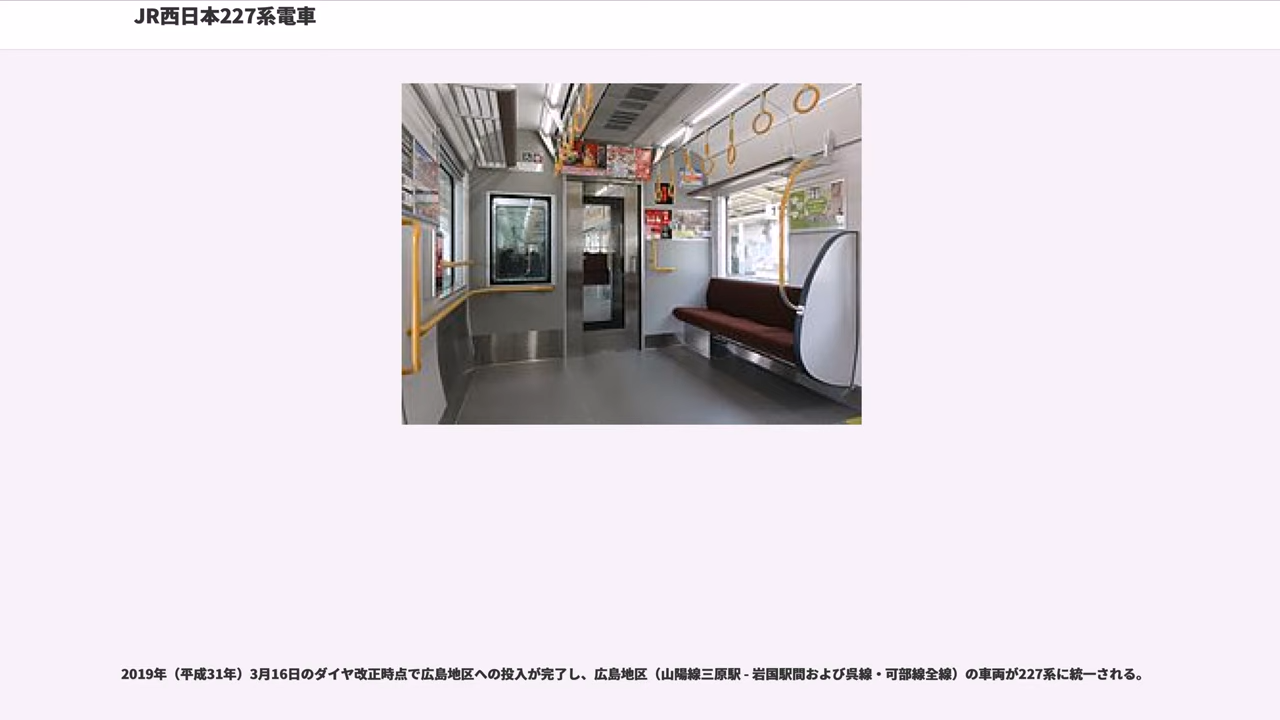 JR西日本227系電車
2019年（平成31年）3月16日のダイヤ改正時点で広島地区への投入が完了し、広島地区（山陽線三原駅 - 岩国駅間および呉線・可部線全線）の車両が227系に統一される。